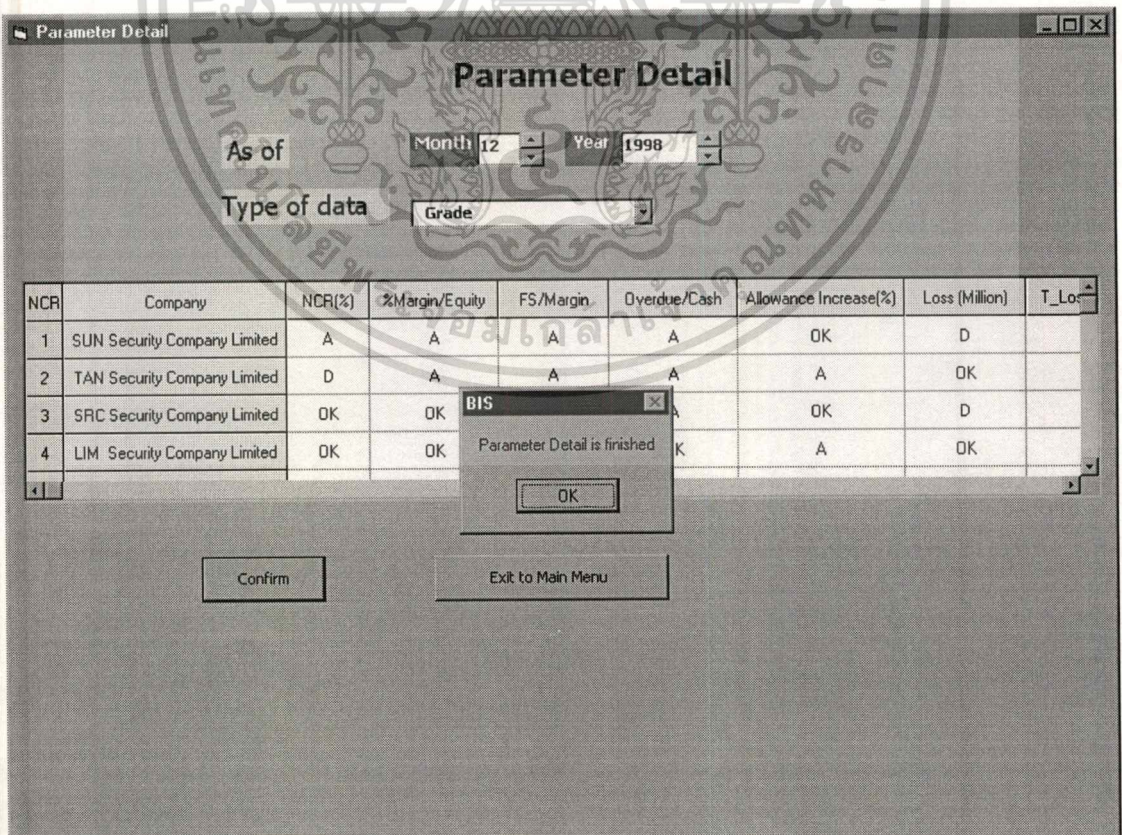 Parameter Detail
Parameter Detail
As of Month 12 Year 1998
Type of data Grade
NCR Company NCR(%) %Margin/Equity FS/Margin Overdue/Cash Allowance Increase(%) Loss (Million)
1 SUN Security Company Limited A A A A OK D
2 TAN Security Company Limited D A A A A OK
3 SRC Security Company Limited OK OK OK D
4 LIM Security Company Limited OK OK A OK
BIS
Parameter Detail is finished
OK
Confirm Exit to Main Menu